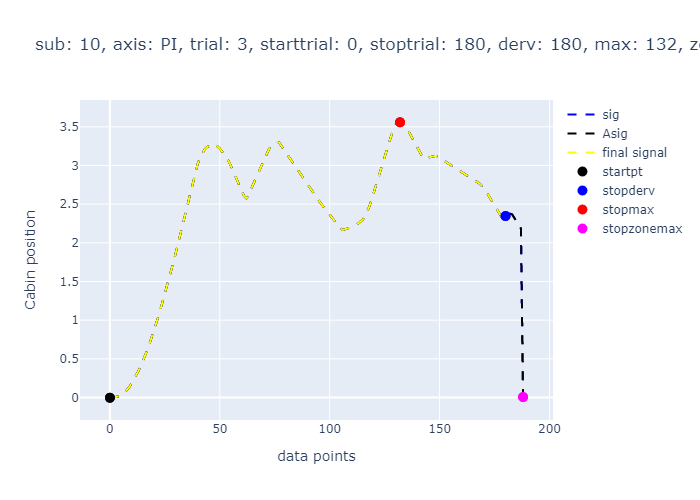 sub: 10, axis: PI, trial: 3, starttrial: 0, stoptrial: 180, derv: 180, max: 132,
sig
Asig
final signal
startpt
stopderv
stopmax
stopzonemax
Cabin position
3.5
3
2.5
2
1.5
1
0.5
0
0 50 100 150 200
data points